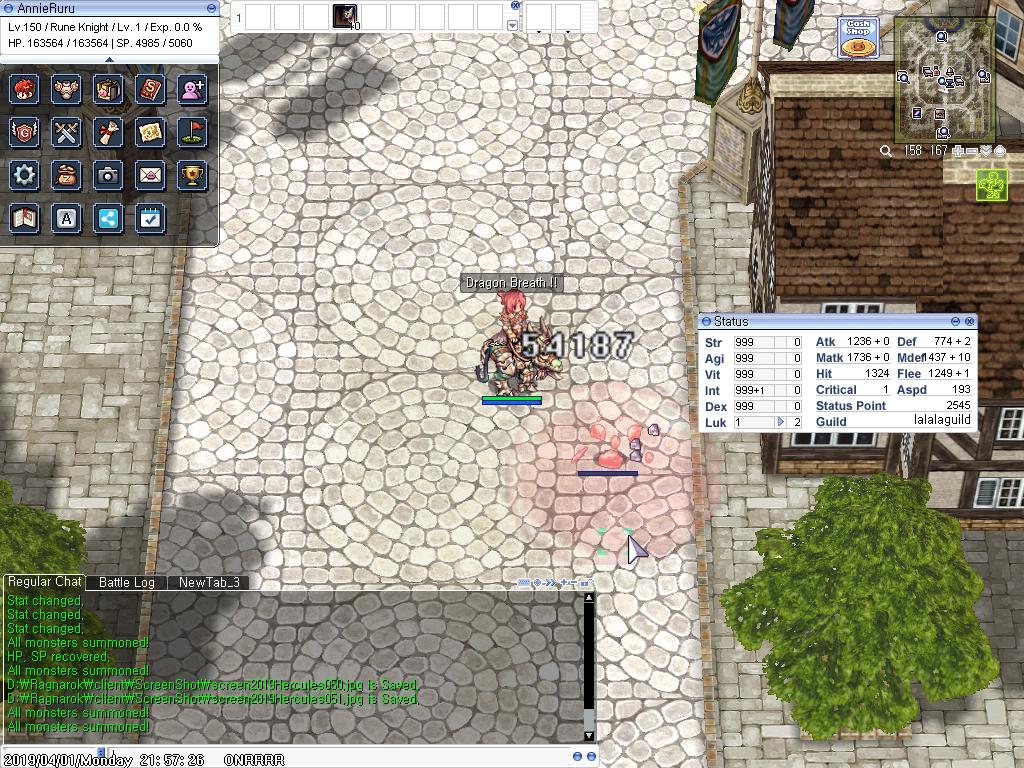 AnnieRuru
Lv.150 / Rune Knight / Lv. 1 / Exp. 0.0 %
HP. 163564 / 163564 | SP. 4985 / 5060
1
40
Cash Shop
158 167
G
S
A
Dragon Breath !!
54187
Status
Str 999 0 Atk 1236 + 0 Def 774 + 2
Agi 999 0 Matk 1736 + 0 Mdef 437 + 10
Vit 999 0 Hit 1324 Flee 1249 + 1
Int 999+1 0 Critical 1 Aspd 193
Dex 999 0 Status Point 2545
Luk 1 2 Guild lalalaguild
Regular Chat Battle Log NewTab_3
Stat changed.
Stat changed.
Stat changed.
All monsters summoned!
HP, SP recovered.
All monsters summoned!
D:₩Ragnarok₩client₩ScreenShot₩screen2019Hercules050.jpg is Saved.
D:₩Ragnarok₩client₩ScreenShot₩screen2019Hercules051.jpg is Saved.
All monsters summoned!
All monsters summoned!
2019/04/01/Monday 21:57:26 ONRRRR